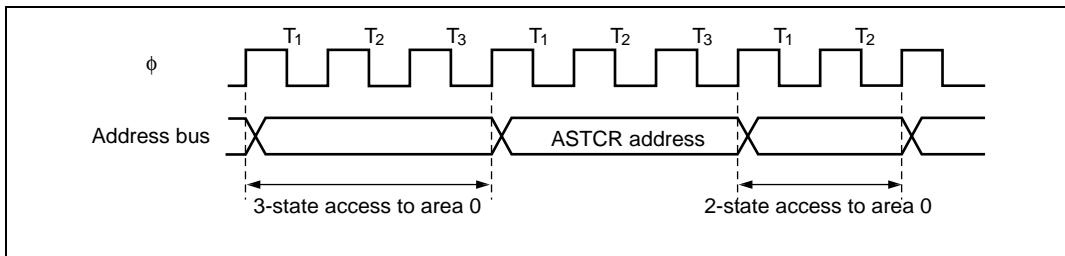 T1 T2 T3 T1 T2 T3 T1 T2
φ
Address bus
ASTCR address
3-state access to area 0 2-state access to area 0